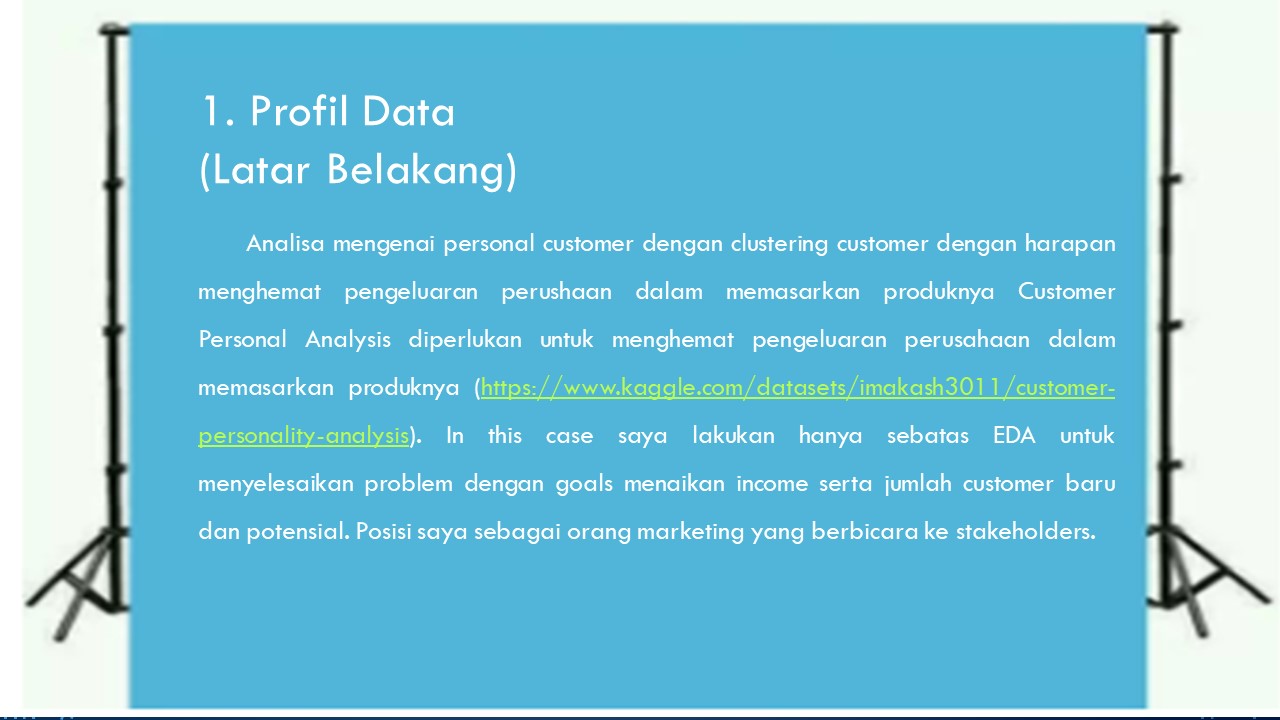 1. Profil Data
(Latar Belakang)
Analisa mengenai personal customer dengan clustering customer dengan harapan
menghemat pengeluaran perushaan dalam memasarkan produknya Customer
Personal Analysis diperlukan untuk menghemat pengeluaran perusahaan dalam
memasarkan produknya (https://www.kaggle.com/datasets/imakash3011/customer-
personality-analysis). In this case saya lakukan hanya sebatas EDA untuk
menyelesaikan problem dengan goals menaikan income serta jumlah customer baru
dan potensial. Posisi saya sebagai orang marketing yang berbicara ke stakeholders.